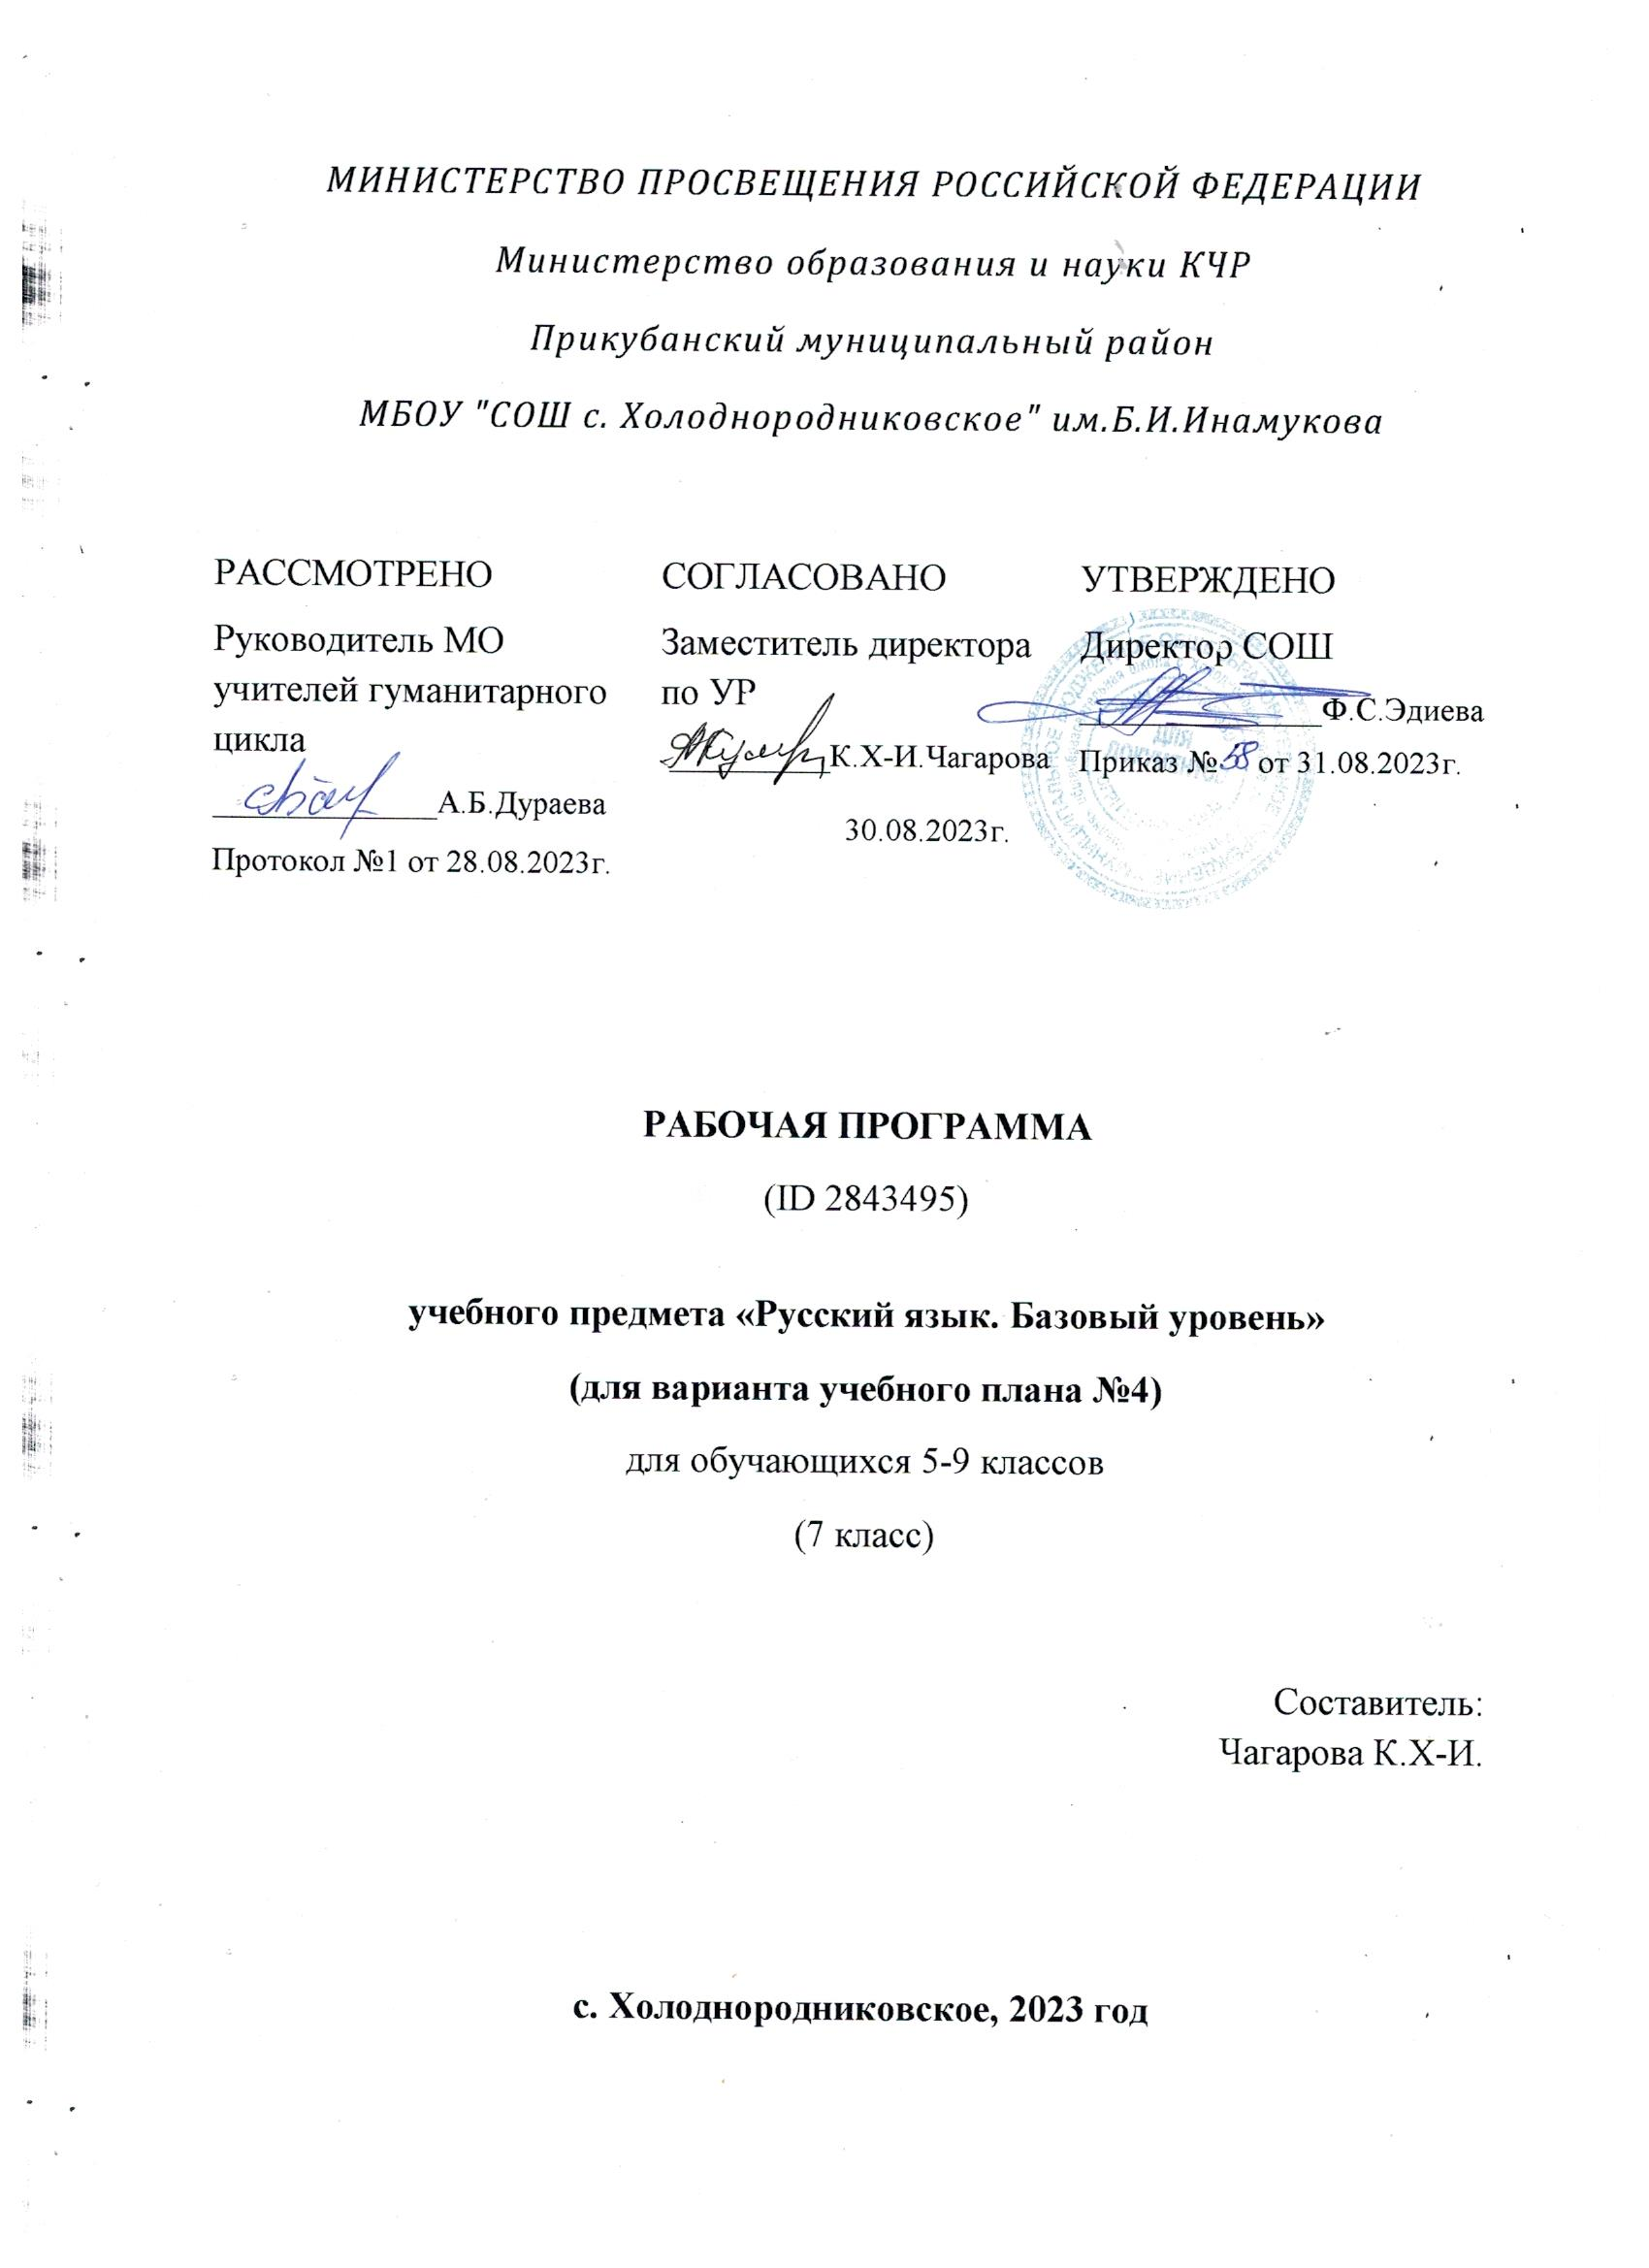 МИНИСТЕРСТВО ПРОСВЕЩЕНИЯ РОССИЙСКОЙ ФЕДЕРАЦИИ
Министерство образования и науки КЧР
Прикубанский муниципальный район
МБОУ "СОШ с. Холоднородниковское" им.Б.И.Инамукова
РАССМОТРЕНО
Руководитель МО
учителей гуманитарного
цикла
А.Б.Дураева
Протокол №1 от 28.08.2023г.
СОГЛАСОВАНО
Заместитель директора
по УР
К.Х-И.Чагарова
30.08.2023г.
УТВЕРЖДЕНО
Директор СОШ
Ф.С.Эдиева
Приказ №58 от 31.08.2023г.
ДЛЯ
ДОКУМЕНТОВ
РАБОЧАЯ ПРОГРАММА
(ID 2843495)
учебного предмета «Русский язык. Базовый уровень»
(для варианта учебного плана №4)
для обучающихся 5-9 классов
(7 класс)
Составитель:
Чагарова К.Х-И.
с. Холоднородниковское, 2023 год